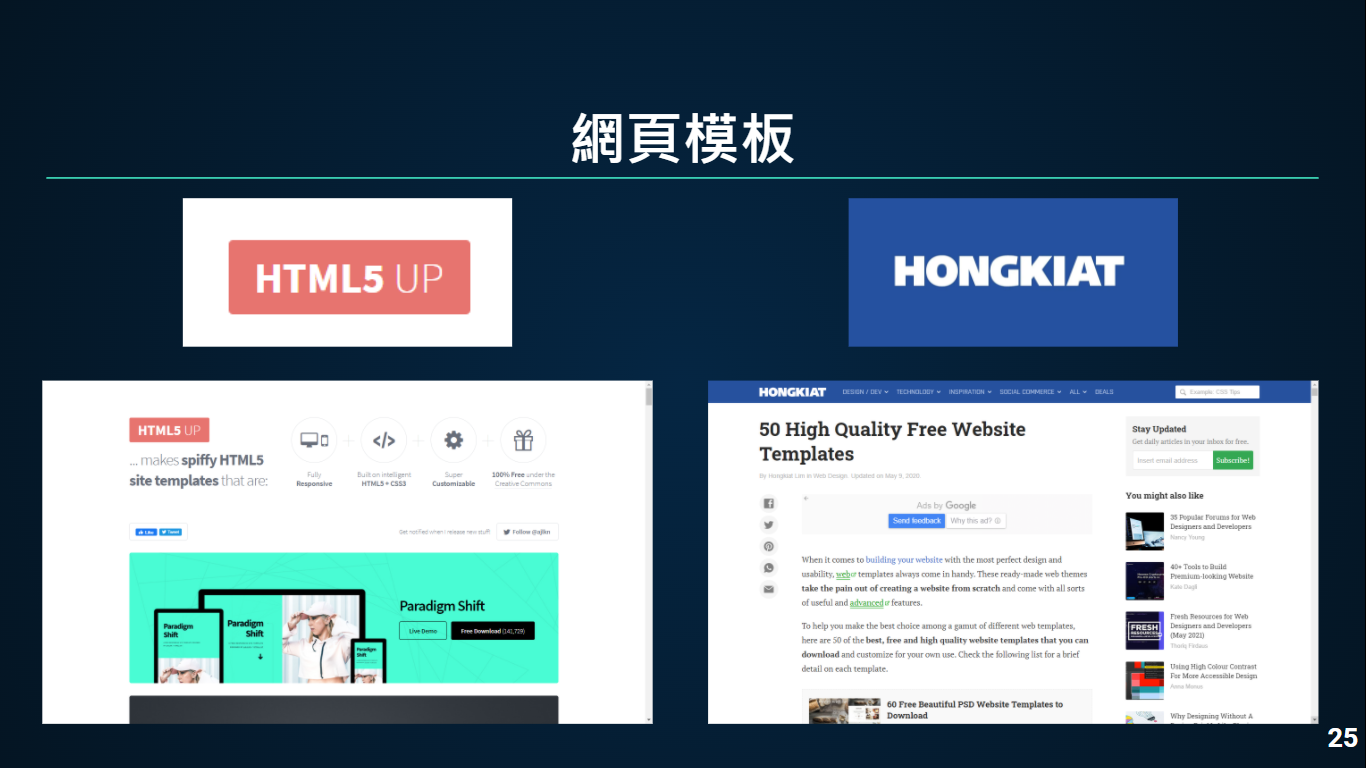 網頁模板
HTML5 UP
HONGKIAT
HTML5 UP
... makes spiffy HTML5
site templates that are:
Fully
Responsive
Built on intelligent
HTML5 + CSS3
Super
Customizable
100% Free under the
Creative Commons
Like
Tweet
Get notified when I release new stuff:
Follow @ajlkn
Paradigm
Shift
Paradigm
Shift
Paradigm Shift
Live Demo
Free Download (141,729)
HONGKIAT
DESIGN / DEV
TECHNOLOGY
INSPIRATION
SOCIAL COMMERCE
ALL
DEALS
Example: CSS Tips
50 High Quality Free Website
Templates
By Hongkiat Lim in Web Design. Updated on May 9, 2020.
Ads by Google
Send feedback
Why this ad?
When it comes to building your website with the most perfect design and
usability, web templates always come in handy. These ready-made web themes
take the pain out of creating a website from scratch and come with all sorts
of useful and advanced features.
To help you make the best choice among a gamut of different web templates,
here are 50 of the best, free and high quality website templates that you can
download and customize for your own use. Check the following list for a brief
detail on each template.
60 Free Beautiful PSD Website Templates to
Download
Stay Updated
Get daily articles in your inbox for free.
Insert email address
Subscribe!
You might also like
35 Popular Forums for Web
Designers and Developers
Nancy Young
40+ Tools to Build
Premium-looking Website
Kais Dagli
FRESH
RESOURCES
Fresh Resources for Web
Designers and Developers
(May 2021)
Thoriq Firdaus
Using High Colour Contrast
For More Accessible Design
Anna Monus
Why Designing Without A
25